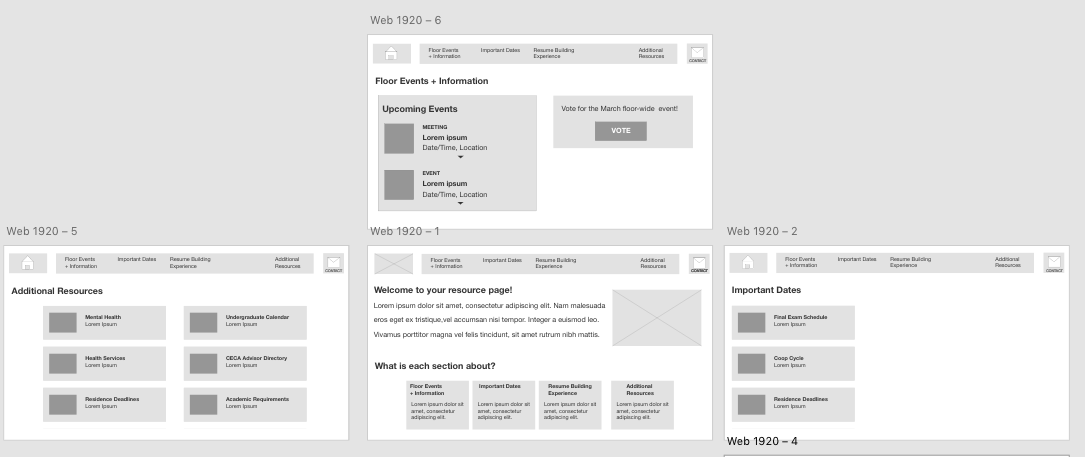 Web 1920 – 6
Floor Events
+ Information
Important Dates
Resume Building
Experience
Additional
Resources
CONTACT
Floor Events + Information
Upcoming Events
MEETING
Lorem ipsum
Date/Time, Location
EVENT
Lorem ipsum
Date/Time, Location
Vote for the March floor-wide event!
VOTE
Web 1920 – 5
Floor Events
+ Information
Important Dates
Resume Building
Experience
Additional
Resources
CONTACT
Additional Resources
Mental Health
Lorem Ipsum
Undergraduate Calendar
Lorem Ipsum
Health Services
Lorem Ipsum
CECA Advisor Directory
Lorem Ipsum
Residence Deadlines
Lorem Ipsum
Academic Requirements
Lorem Ipsum
Web 1920 – 1
Floor Events
+ Information
Important Dates
Resume Building
Experience
Additional
Resources
CONTACT
Welcome to your resource page!
Lorem ipsum dolor sit amet, consectetur adipiscing elit. Nam malesuada
eros eget ex tristique,vel accumsan nisi tempor. Integer a euismod leo.
Vivamus porttitor magna vel felis tincidunt, sit amet rutrum nibh mattis.
What is each section about?
Floor Events
+ Information
Lorem ipsum dolor sit
amet, consectetur
adipiscing elit.
Important Dates
Lorem ipsum dolor sit
amet, consectetur
adipiscing elit.
Resume Building
Experience
Lorem ipsum dolor sit
amet, consectetur
adipiscing elit.
Additional
Resources
Lorem ipsum dolor sit
amet, consectetur
adipiscing elit.
Web 1920 – 2
Floor Events
+ Information
Important Dates
Resume Building
Experience
Additional
Resources
CONTACT
Important Dates
Final Exam Schedule
Lorem Ipsum
Coop Cycle
Lorem Ipsum
Residence Deadlines
Lorem Ipsum
Web 1920 – 4